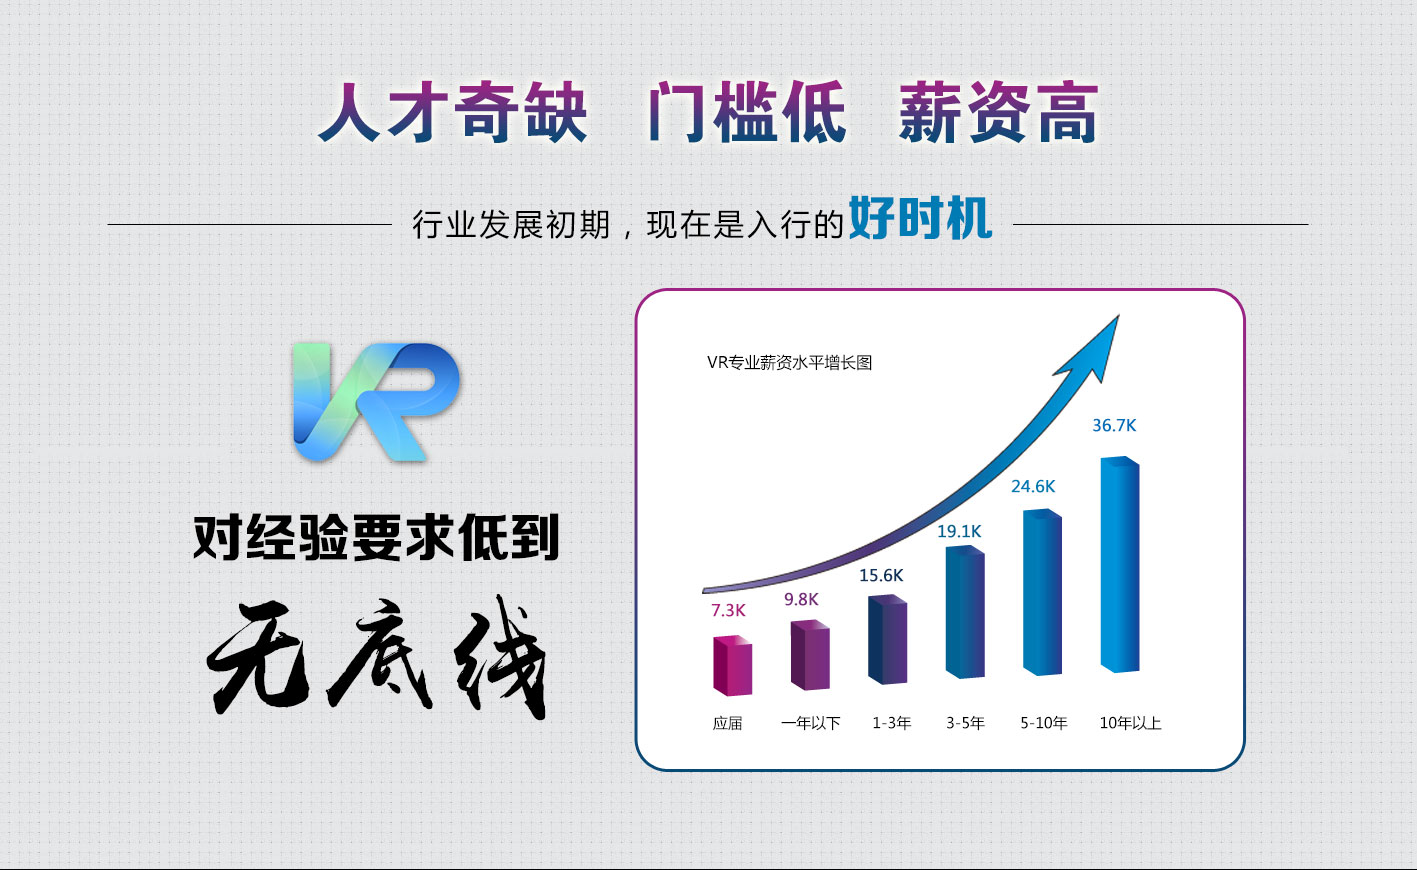 人才奇缺 门槛低 薪资高
行业发展初期，现在是入行的好时机
VR
对经验要求低到
无底线
VR专业薪资水平增长图
7.3K 9.8K 15.6K 19.1K 24.6K 36.7K
应届 一年以下 1-3年 3-5年 5-10年 10年以上